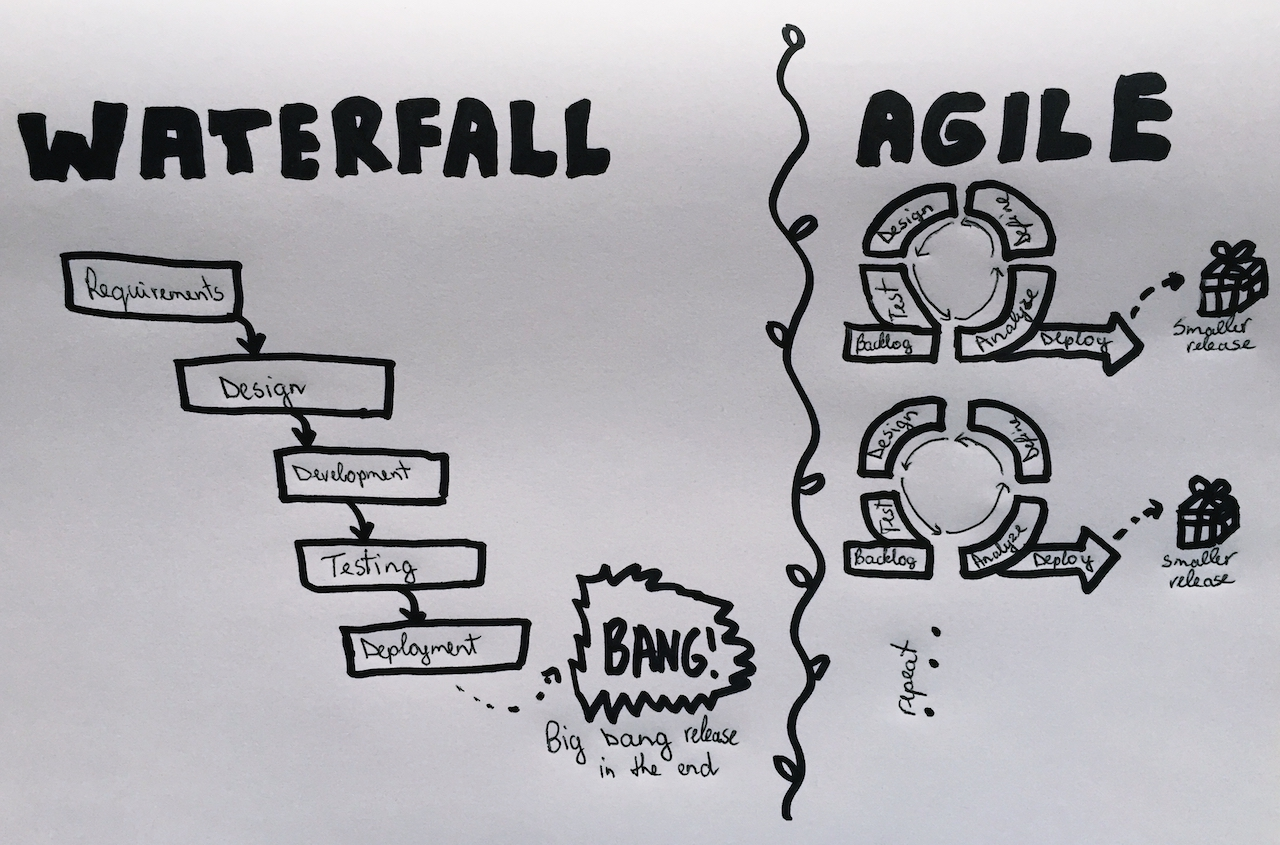 WATERFALL
Requirements
Design
Development
Testing
Deployment
BANG!
Big bang release
in the end
AGILE
Design
Define
Test
Analyze
Backlog
Deploy
Smaller
release
Design
Define
Test
Analyze
Backlog
Deploy
smaller
release
repeat